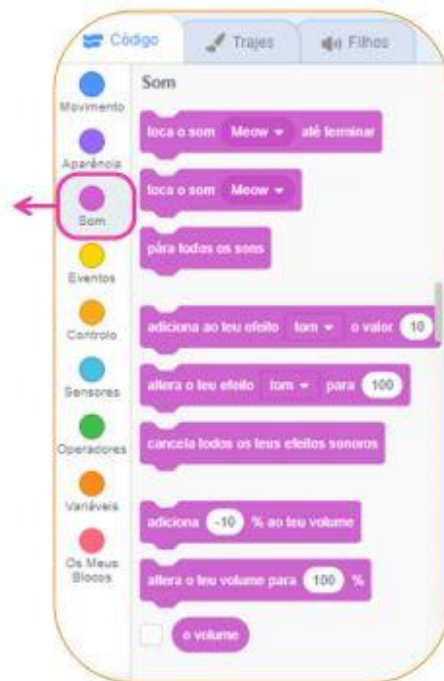 Código
Trajes
Filhos
Movimento
Aparência
Som
Eventos
Controlo
Sensores
Operadores
Variáveis
Os Meus
Blocos
Som
toca o som Meow até terminar
toca o som Meow
pára todos os sons
adiciona ao teu efeito tom o valor 10
altera o teu efeito tom para 100
cancela todos os teus efeitos sonoros
adiciona -10 % ao teu volume
altera o teu volume para 100 %
o volume